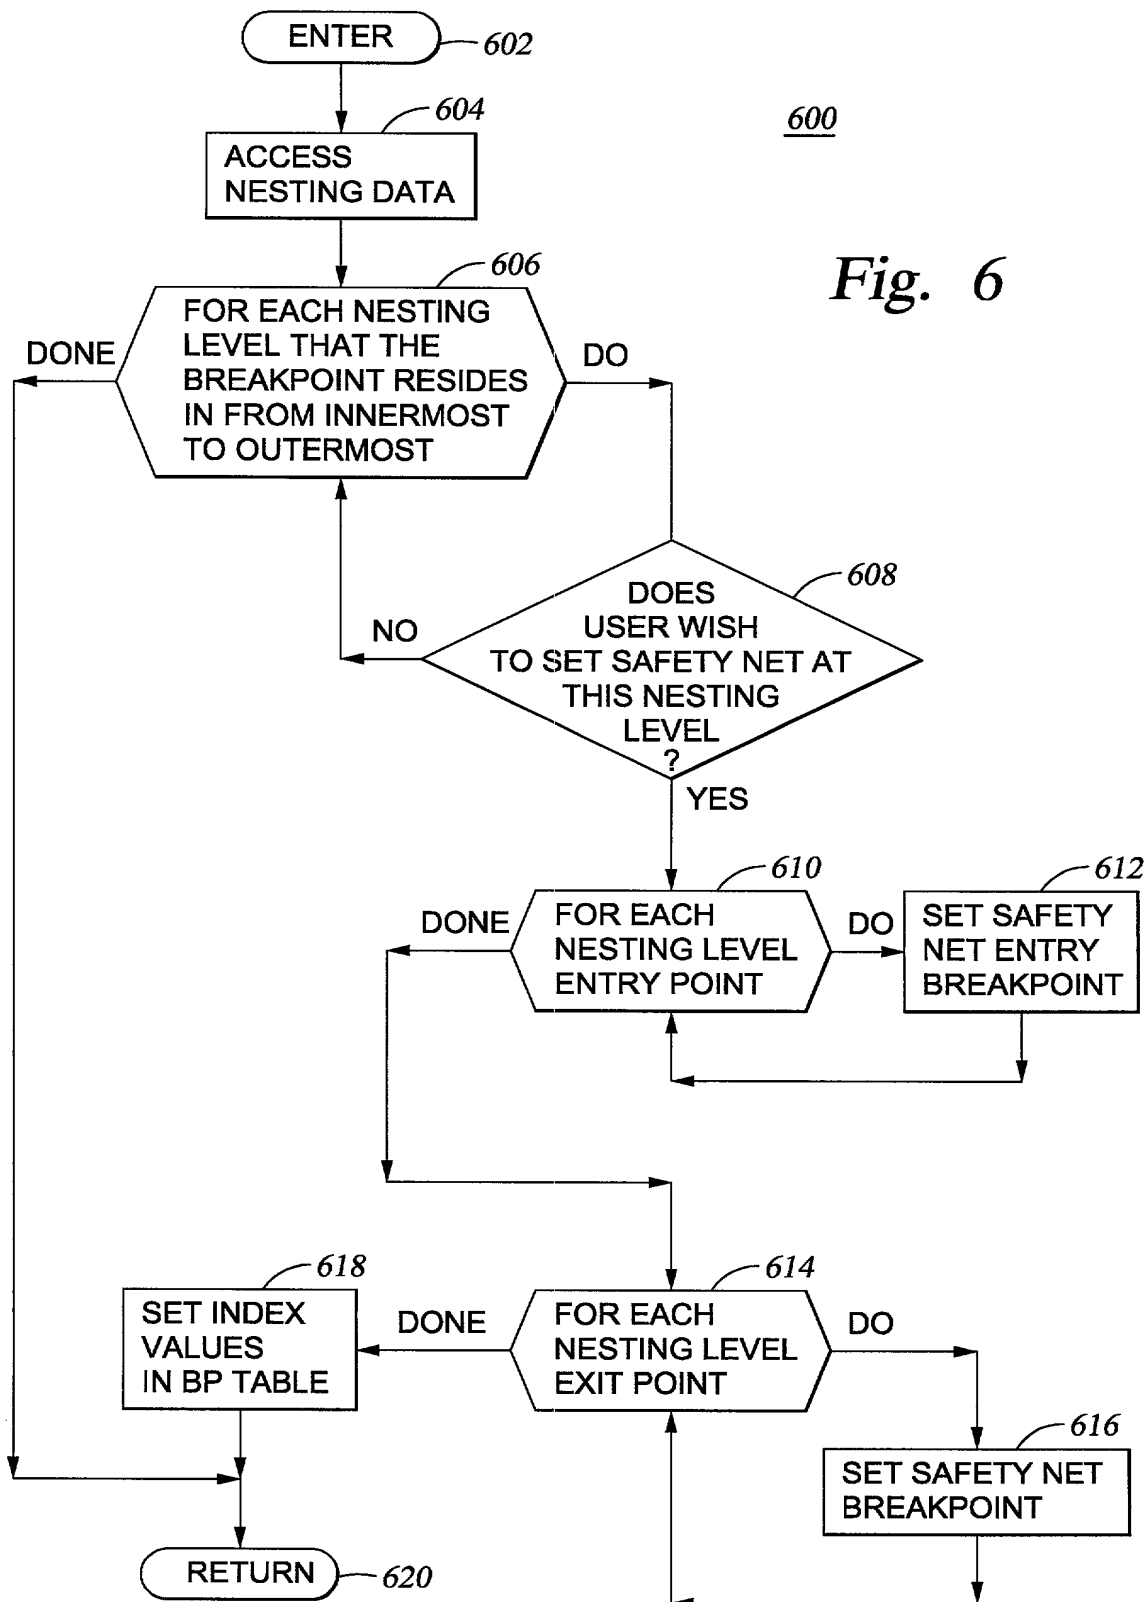 ENTER
602
604
600
ACCESS
NESTING DATA
Fig. 6
606
FOR EACH NESTING
LEVEL THAT THE
BREAKPOINT RESIDES
IN FROM INNERMOST
TO OUTERMOST
DONE
DO
608
DOES
USER WISH
TO SET SAFETY NET AT
THIS NESTING
LEVEL
?
NO
YES
610
612
DONE
FOR EACH
NESTING LEVEL
ENTRY POINT
DO
SET SAFETY
NET ENTRY
BREAKPOINT
618
614
SET INDEX
VALUES
IN BP TABLE
DONE
FOR EACH
NESTING LEVEL
EXIT POINT
DO
616
SET SAFETY NET
BREAKPOINT
RETURN
620